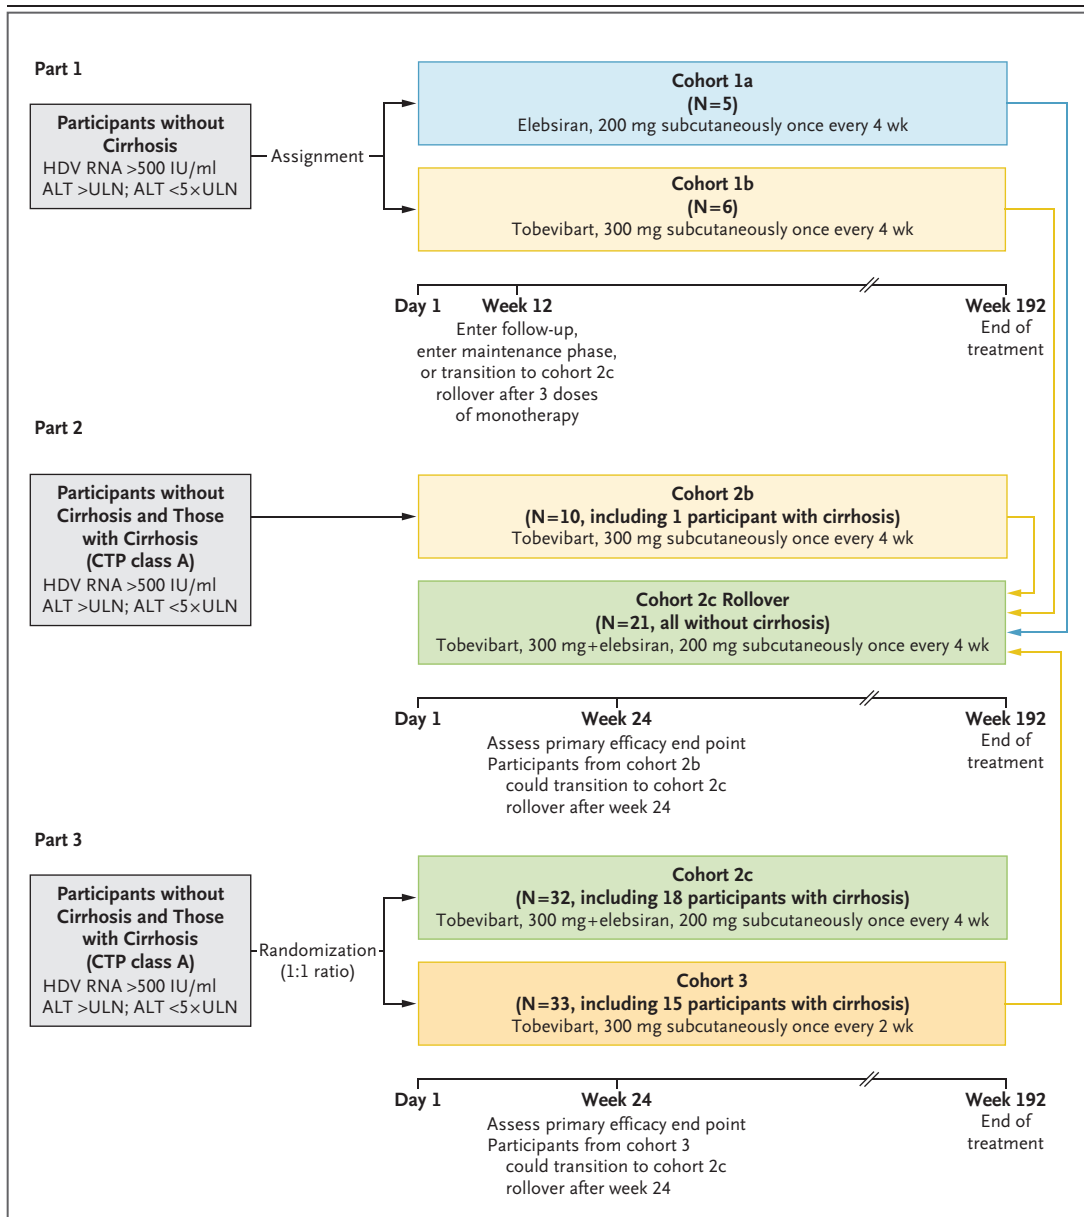 Part 1
Participants without
Cirrhosis
HDV RNA >500 IU/ml
ALT >ULN; ALT <5×ULN
Assignment
Cohort 1a
(N=5)
Elebsiran, 200 mg subcutaneously once every 4 wk
Cohort 1b
(N=6)
Tobevibart, 300 mg subcutaneously once every 4 wk
Day 1
Week 12
Enter follow-up,
enter maintenance phase,
or transition to cohort 2c
rollover after 3 doses
of monotherapy
Week 192
End of
treatment
Part 2
Participants without
Cirrhosis and Those
with Cirrhosis
(CTP class A)
HDV RNA >500 IU/ml
ALT >ULN; ALT <5×ULN
Cohort 2b
(N=10, including 1 participant with cirrhosis)
Tobevibart, 300 mg subcutaneously once every 4 wk
Cohort 2c Rollover
(N=21, all without cirrhosis)
Tobevibart, 300 mg+elebsiran, 200 mg subcutaneously once every 4 wk
Day 1
Week 24
Assess primary efficacy end point
Participants from cohort 2b
could transition to cohort 2c
rollover after week 24
Week 192
End of
treatment
Part 3
Participants without
Cirrhosis and Those
with Cirrhosis
(CTP class A)
HDV RNA >500 IU/ml
ALT >ULN; ALT <5×ULN
Randomization
(1:1 ratio)
Cohort 2c
(N=32, including 18 participants with cirrhosis)
Tobevibart, 300 mg+elebsiran, 200 mg subcutaneously once every 4 wk
Cohort 3
(N=33, including 15 participants with cirrhosis)
Tobevibart, 300 mg subcutaneously once every 2 wk
Day 1
Week 24
Assess primary efficacy end point
Participants from cohort 3
could transition to cohort 2c
rollover after week 24
Week 192
End of
treatment